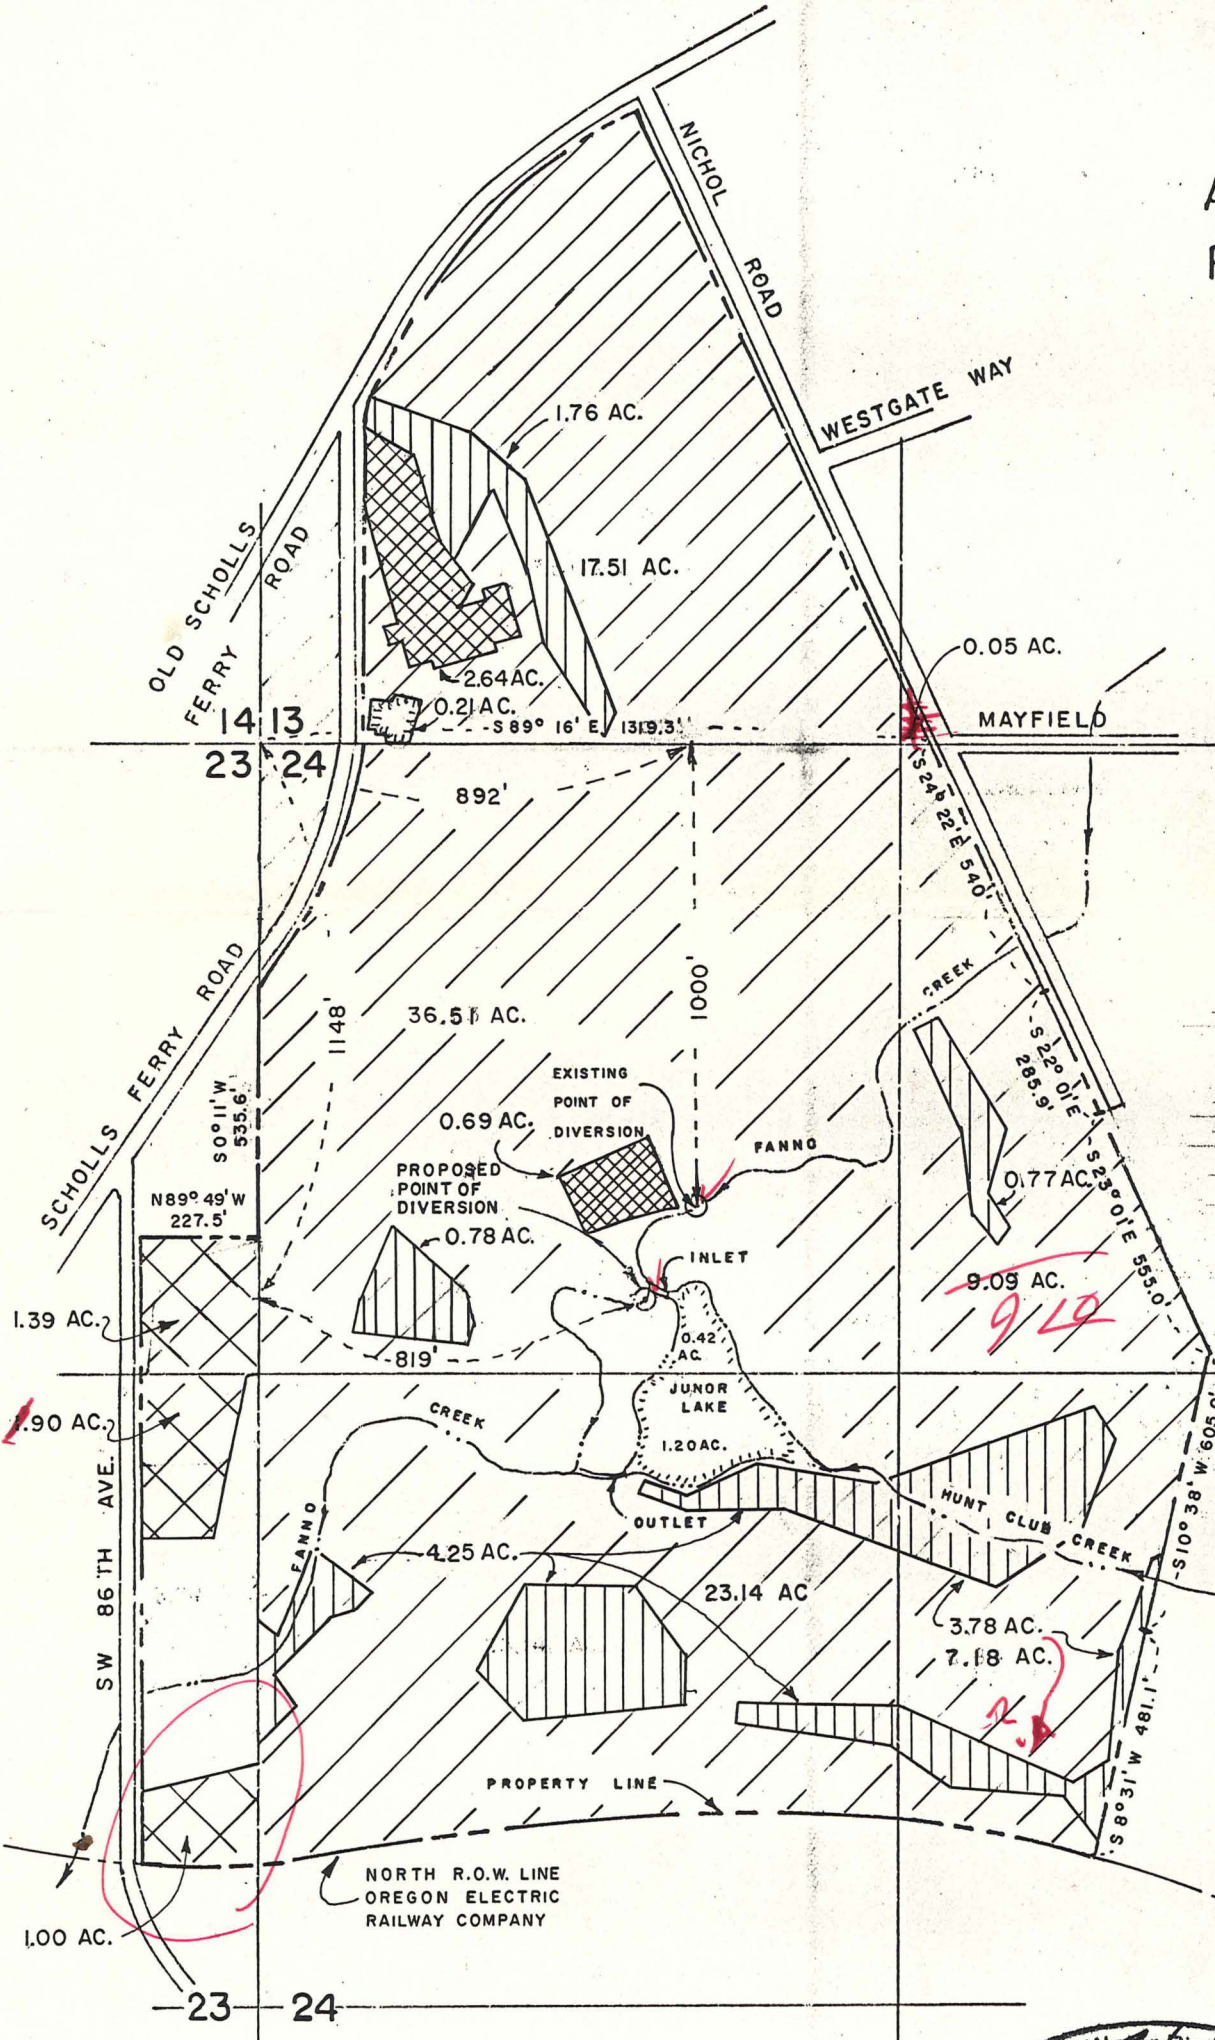 NICHOL
ROAD
WESTGATE WAY
1.76 AC.
17.51 AC.
OLD SCHOLLS
FERRY ROAD
0.05 AC.
2.64 AC.
0.21 AC.
14 13
S 89° 16' E 1319.3'
MAYFIELD
23 24
892'
S 24° 22' E 540'
SCHOLLS FERRY ROAD
1148'
36.51 AC.
1000'
CREEK
S 0° 11' W
535.6'
S 22° 01' E
285.9'
EXISTING
POINT OF
DIVERSION
0.69 AC.
FANNO
PROPOSED
POINT OF
DIVERSION
0.77 AC.
S 23° 01' E 555.0'
N 89° 49' W
227.5'
0.78 AC.
INLET
9.09 AC.
1.39 AC.
0.42
AC.
819'
JUNOR
LAKE
1.90 AC.
CREEK
1.20 AC.
S 10° 38' W 605.0'
SW 86TH AVE.
FANNO
OUTLET
HUNT CLUB CREEK
4.25 AC.
23.14 AC
3.78 AC.
7.18 AC.
S 8° 31' W 481.1'
PROPERTY LINE
NORTH R.O.W. LINE
OREGON ELECTRIC
RAILWAY COMPANY
1.00 AC.
23 24